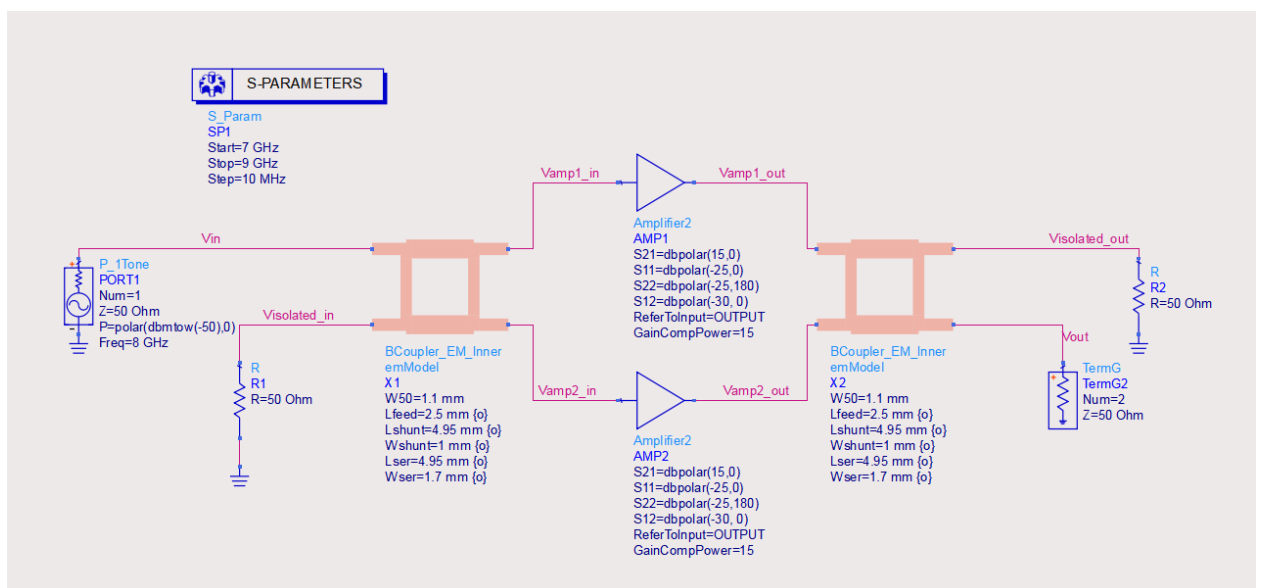 S-PARAMETERS
S_Param
SP1
Start=7 GHz
Stop=9 GHz
Step=10 MHz
Vamp1_in
Vamp1_out
Amplifier2
AMP1
S21=dbpolar(15,0)
S11=dbpolar(-25,0)
S22=dbpolar(-25,180)
S12=dbpolar(-30, 0)
ReferToInput=OUTPUT
GainCompPower=15
Vin
Visolated_out
P_1Tone
PORT1
Num=1
Z=50 Ohm
P=polar(dbmtow(-50),0)
Freq=8 GHz
R
R2
R=50 Ohm
Visolated_in
R
R1
R=50 Ohm
BCoupler_EM_Inner
emModel
X1
W50=1.1 mm
Lfeed=2.5 mm {o}
Lshunt=4.95 mm {o}
Wshunt=1 mm {o}
Lser=4.95 mm {o}
Wser=1.7 mm {o}
Vamp2_in
Vamp2_out
Amplifier2
AMP2
S21=dbpolar(15,0)
S11=dbpolar(-25,0)
S22=dbpolar(-25,180)
S12=dbpolar(-30, 0)
ReferToInput=OUTPUT
GainCompPower=15
BCoupler_EM_Inner
emModel
X2
W50=1.1 mm
Lfeed=2.5 mm {o}
Lshunt=4.95 mm {o}
Wshunt=1 mm {o}
Lser=4.95 mm {o}
Wser=1.7 mm {o}
Vout
TermG
TermG2
Num=2
Z=50 Ohm